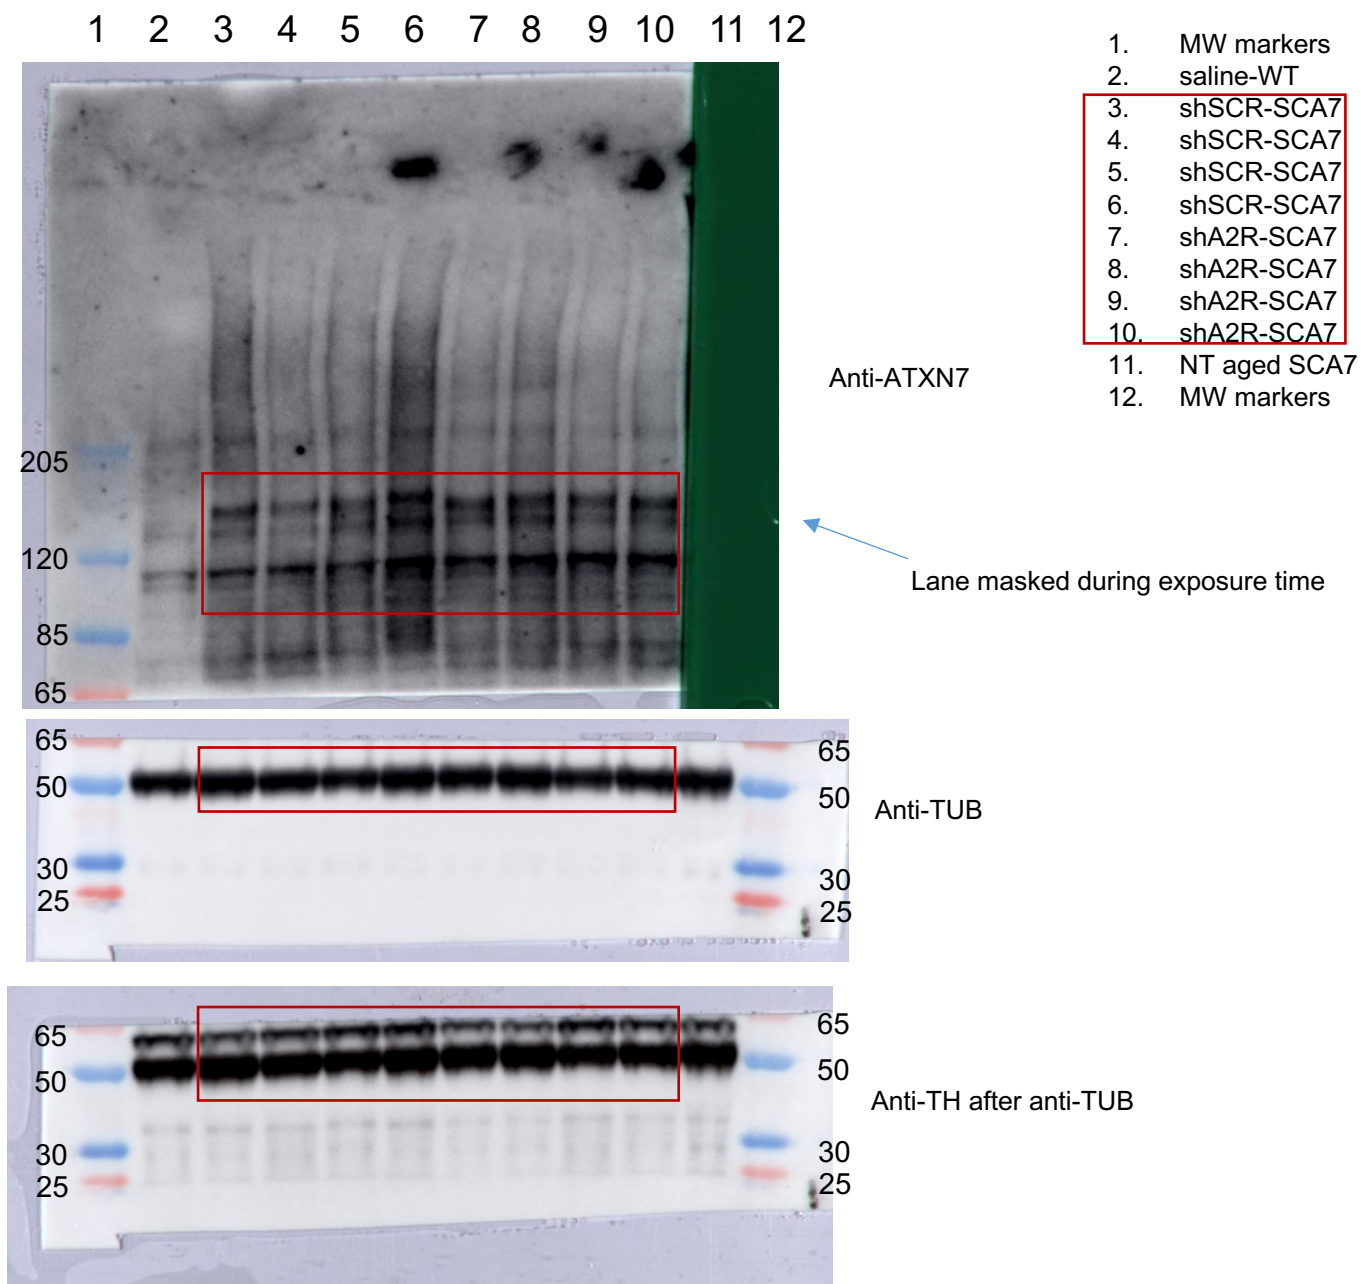 1 2 3 4 5 6 7 8 9 10 11 12
1. MW markers
2. saline-WT
3. shSCR-SCA7
4. shSCR-SCA7
5. shSCR-SCA7
6. shSCR-SCA7
7. shA2R-SCA7
8. shA2R-SCA7
9. shA2R-SCA7
10. shA2R-SCA7
11. NT aged SCA7
12. MW markers
Anti-ATXN7
205
120
85
65
Lane masked during exposure time
65 65
50 50
Anti-TUB
30 30
25 25
65 65
50 50
Anti-TH after anti-TUB
30 30
25 25